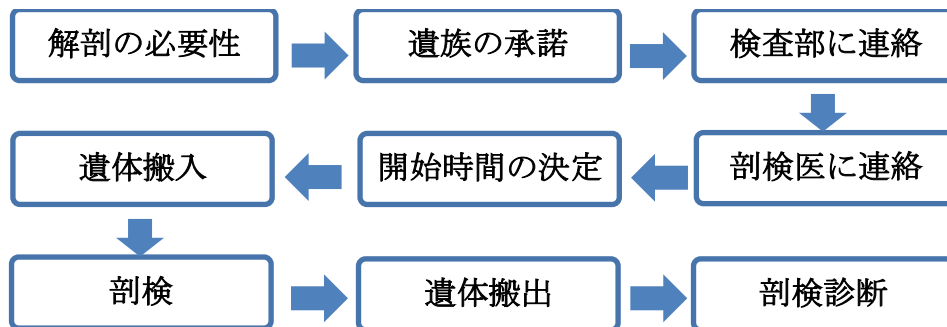 解剖の必要性
遺族の承諾
検査部に連絡
剖検医に連絡
開始時間の決定
遺体搬入
剖検
遺体搬出
剖検診断